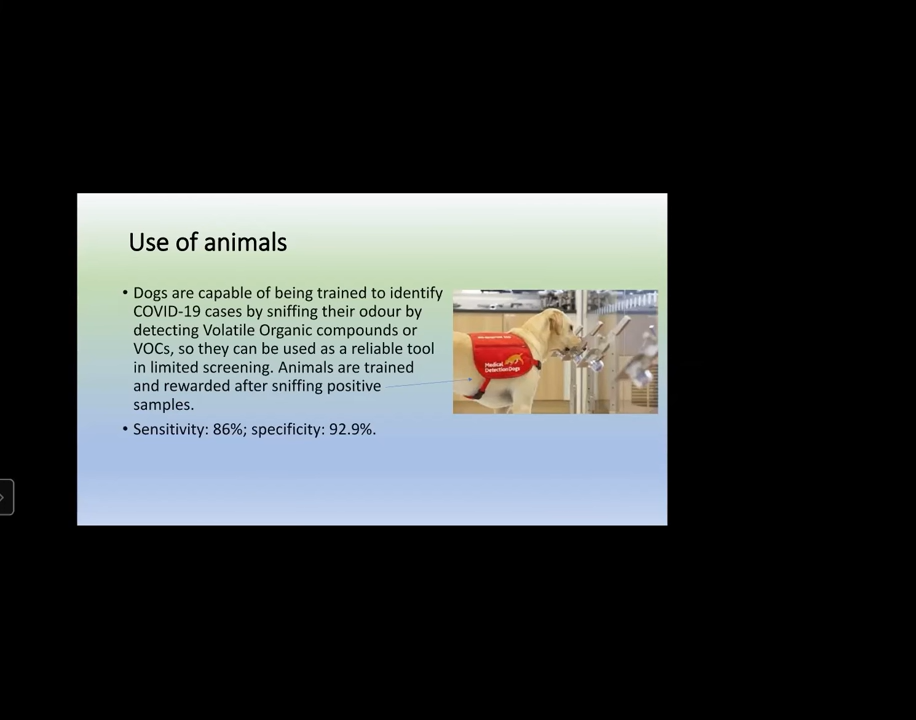 Use of animals
• Dogs are capable of being trained to identify
COVID-19 cases by sniffing their odour by
detecting Volatile Organic compounds or
VOCs, so they can be used as a reliable tool
in limited screening. Animals are trained
and rewarded after sniffing positive
samples.
• Sensitivity: 86%; specificity: 92.9%.
Medical
DetectionDogs